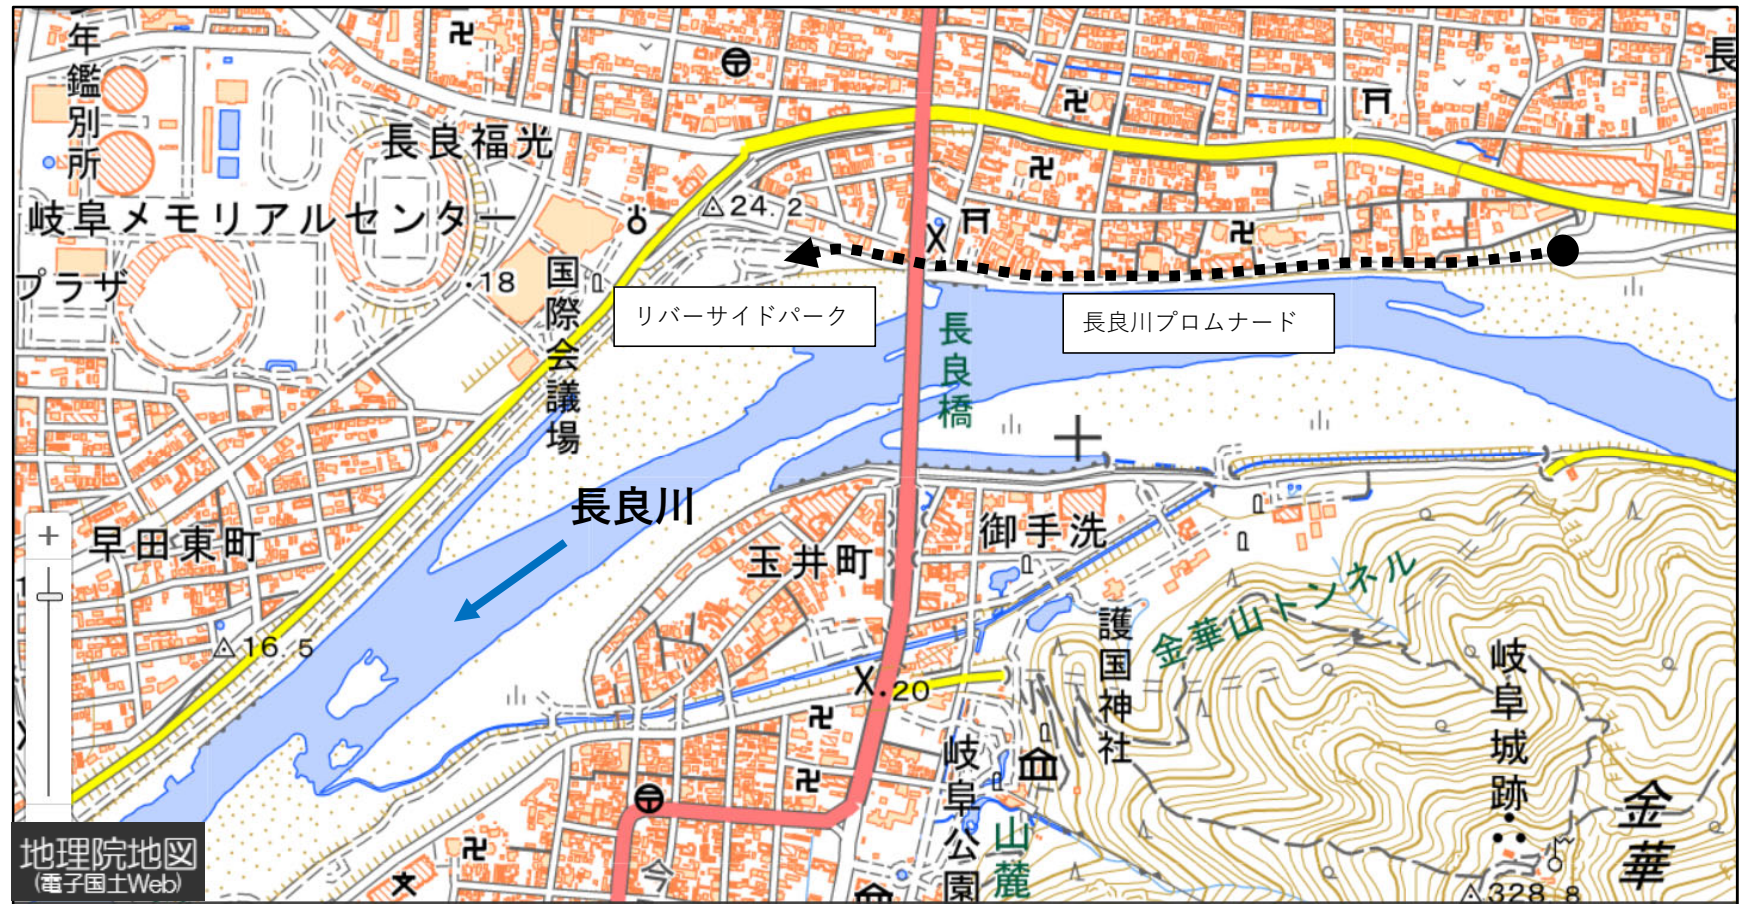 年鑑別所
長良福光
長
岐阜メモリアルセンター
24.2
プラザ
.18
国際会議場
リバーサイドパーク
長良川プロムナード
長良橋
長良川
早田東町
玉井町
御手洗
金華山トンネル
護国神社
16.5
.20
岐阜城跡
金華
岐阜公園
山麓
今
328.8
地理院地図
(電子国土Web)